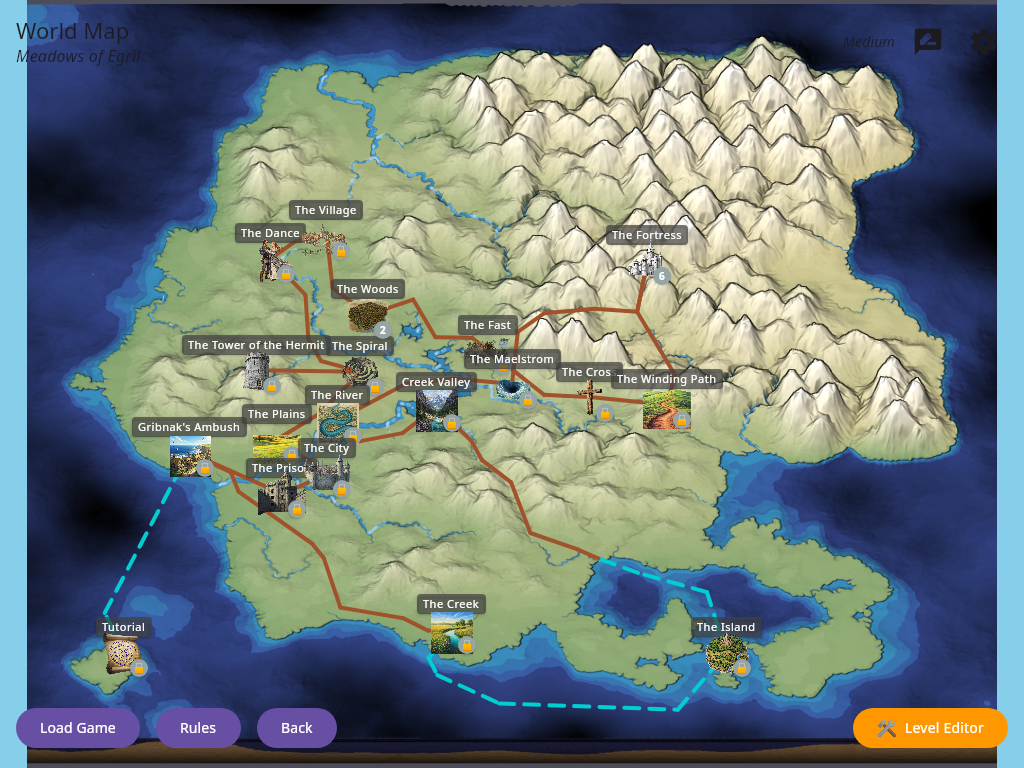 World Map
Meadows of Egril
Medium
The Village
The Dance
The Fortress
6
The Woods
2
The Fast
The Tower of the Hermit
The Spiral
The Maelstrom
The Cros
The Winding Path
Creek Valley
The River
The Plains
Gribnak's Ambush
The City
The Priso
The Creek
Tutorial
The Island
Load Game
Rules
Back
Level Editor